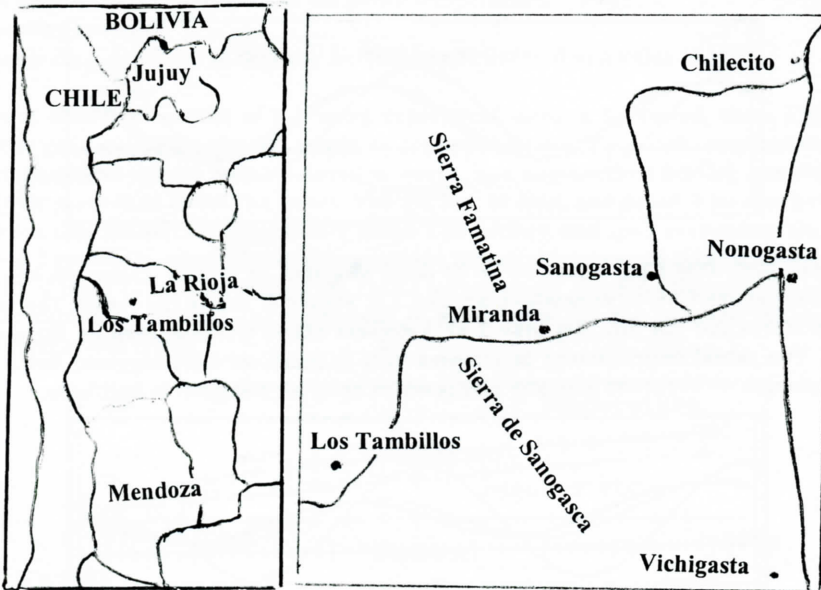 BOLIVIA
Jujuy
CHILE
La Rioja
Los Tambillos
Mendoza
Chilecito
Sierra Famatina
Sanogasta
Nonogasta
Miranda
Sierra de Sanogasca
Los Tambillos
Vichigasta